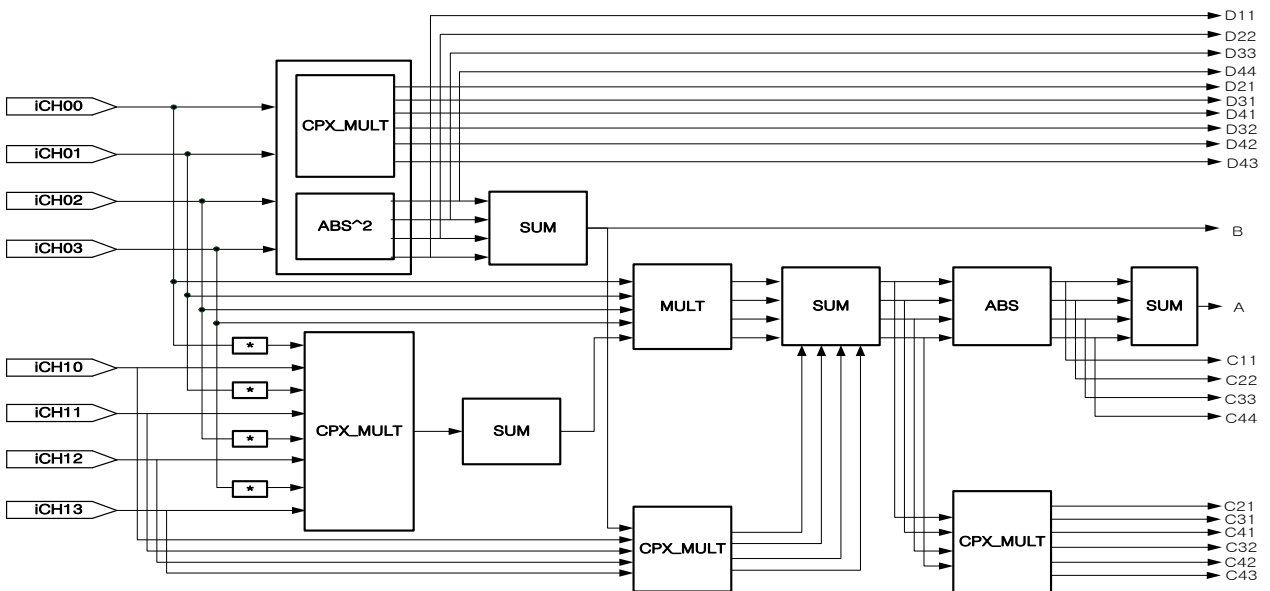 D11
D22
D33
D44
D21
D31
D41
D32
D42
D43
iCH00
iCH01
iCH02
iCH03
CPX_MULT
ABS^2
SUM
B
MULT
SUM
ABS
SUM
A
C11
C22
C33
C44
iCH10
iCH11
iCH12
iCH13
*
*
*
*
CPX_MULT
SUM
CPX_MULT
CPX_MULT
C21
C31
C41
C32
C42
C43